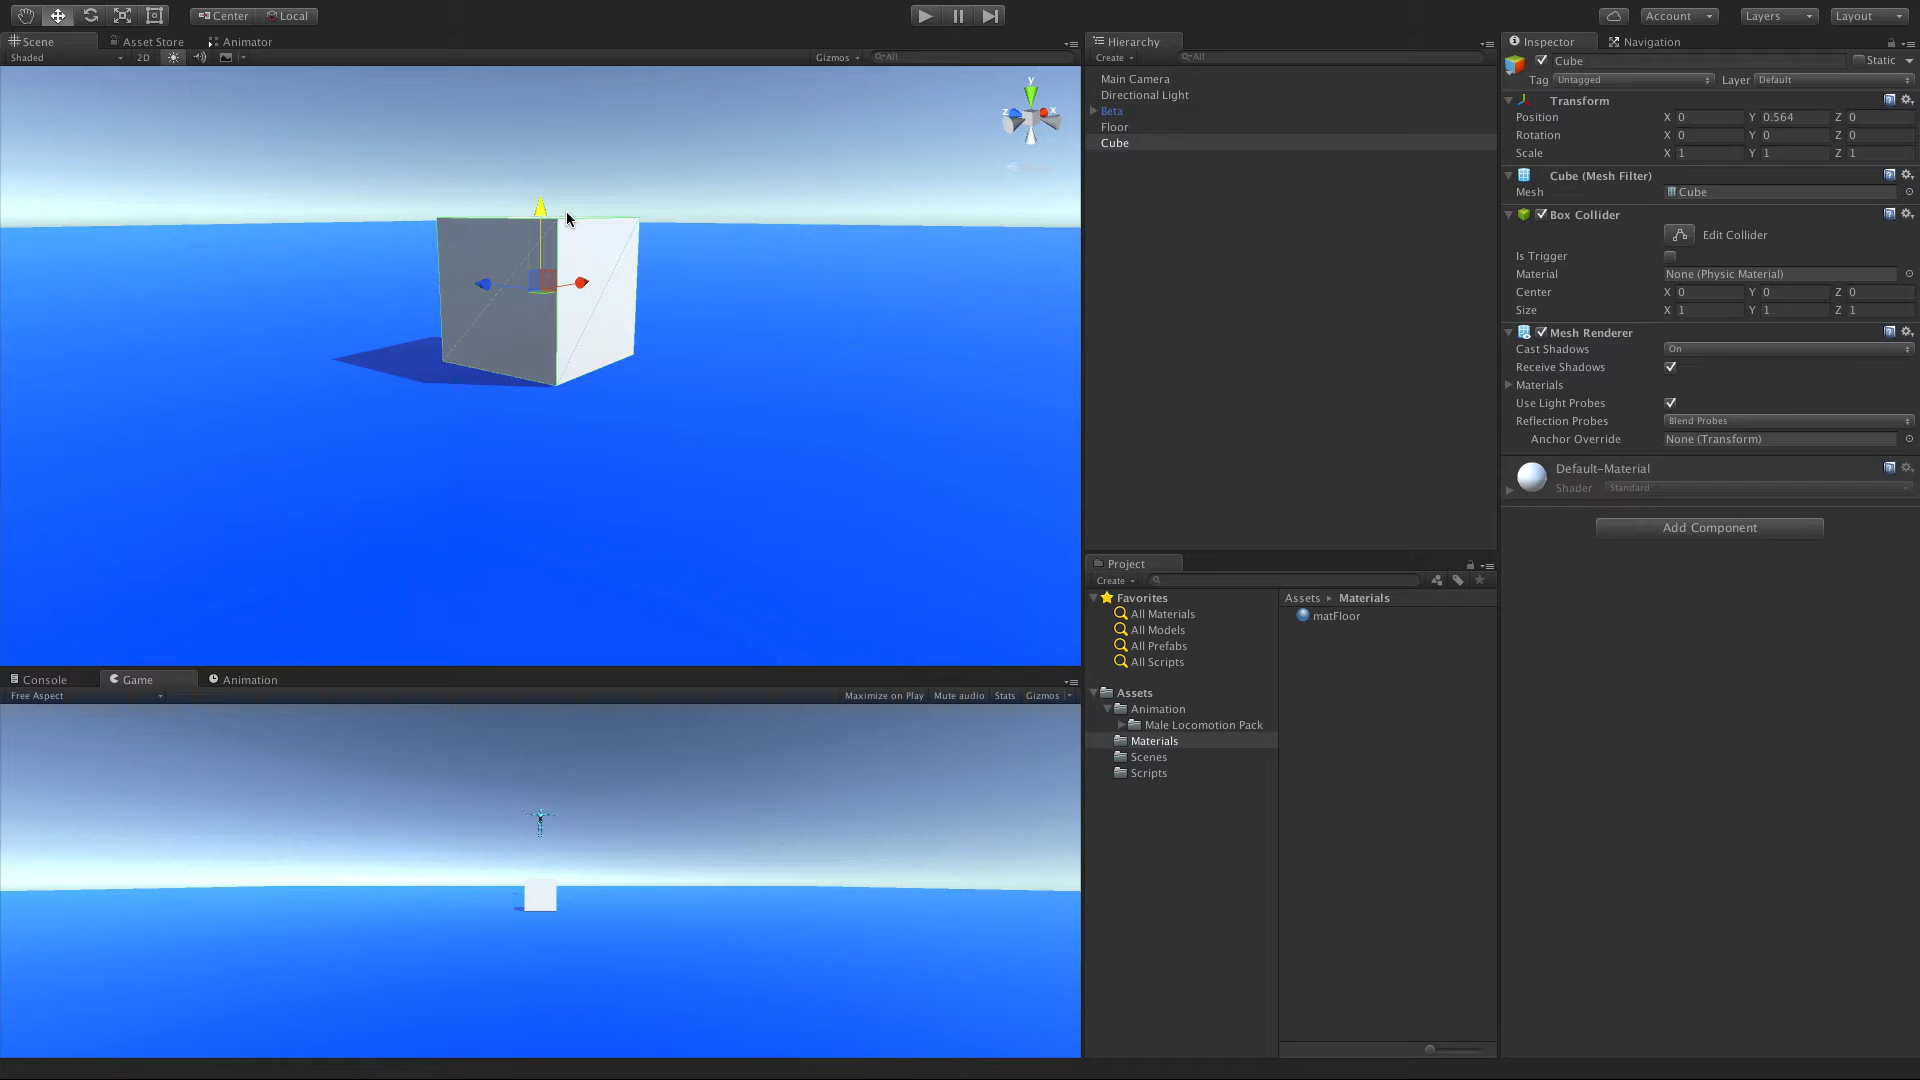 Center
Local
Account
Layers
Layout
Scene
Asset Store
Animator
Shaded
2D
Gizmos
All
y
x
z
Hierarchy
Create
All
Main Camera
Directional Light
Beta
Floor
Cube
Project
Create
Favorites
All Materials
All Models
All Prefabs
All Scripts
Assets
Animation
Male Locomotion Pack
Materials
Scenes
Scripts
Assets Materials
matFloor
Inspector
Navigation
Cube
Static
Tag Untagged Layer Default
Transform
Position X 0 Y 0.564 Z 0
Rotation X 0 Y 0 Z 0
Scale X 1 Y 1 Z 1
Cube (Mesh Filter)
Mesh Cube
Box Collider
Edit Collider
Is Trigger
Material None (Physic Material)
Center X 0 Y 0 Z 0
Size X 1 Y 1 Z 1
Mesh Renderer
Cast Shadows On
Receive Shadows
Materials
Use Light Probes
Reflection Probes Blend Probes
Anchor Override None (Transform)
Default-Material
Shader Standard
Add Component
Console
Game
Animation
Free Aspect
Maximize on Play Mute audio Stats Gizmos